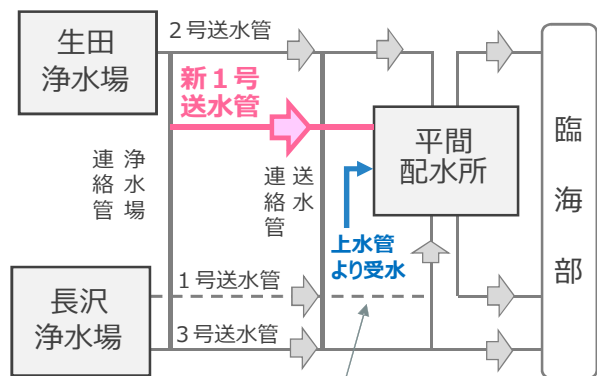 生田
浄水場
2号送水管
新1号
送水管
平間
配水所
臨海部
浄水場
連絡管
送水
連絡管
上水管
より受水
長沢
浄水場
1号送水管
3号送水管